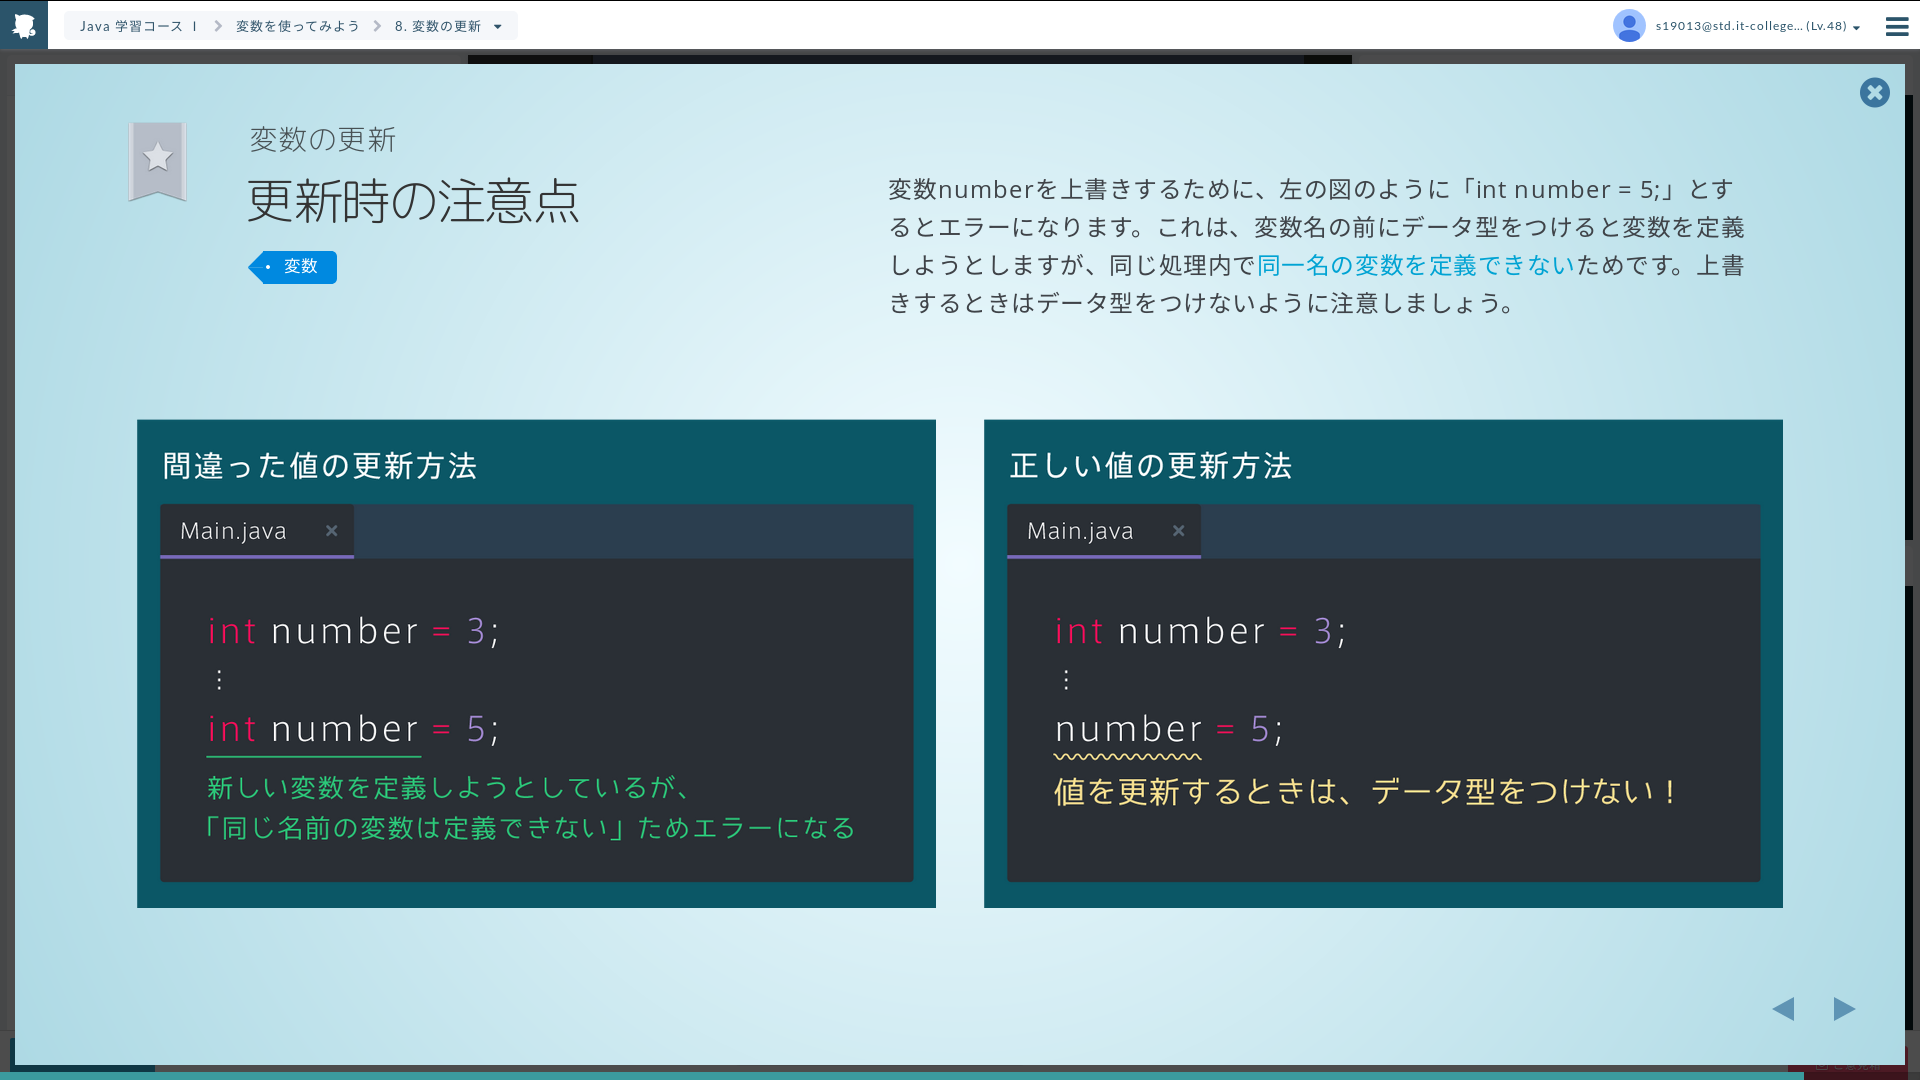 Java 学習コース Ⅰ
変数を使ってみよう
8. 変数の更新
s19013@std.it-college... (Lv.48)
変数の更新
更新時の注意点
変数
変数numberを上書きするために、左の図のように「int number = 5;」とす
るとエラーになります。これは、変数名の前にデータ型をつけると変数を定義
しようとしますが、同じ処理内で同一名の変数を定義できないためです。上書
きするときはデータ型をつけないように注意しましょう。
間違った値の更新方法
Main.java ×
int number = 3;
⋮
int number = 5;
新しい変数を定義しようとしているが、
「同じ名前の変数は定義できない」ためエラーになる
正しい値の更新方法
Main.java ×
int number = 3;
⋮
number = 5;
値を更新するときは、データ型をつけない！